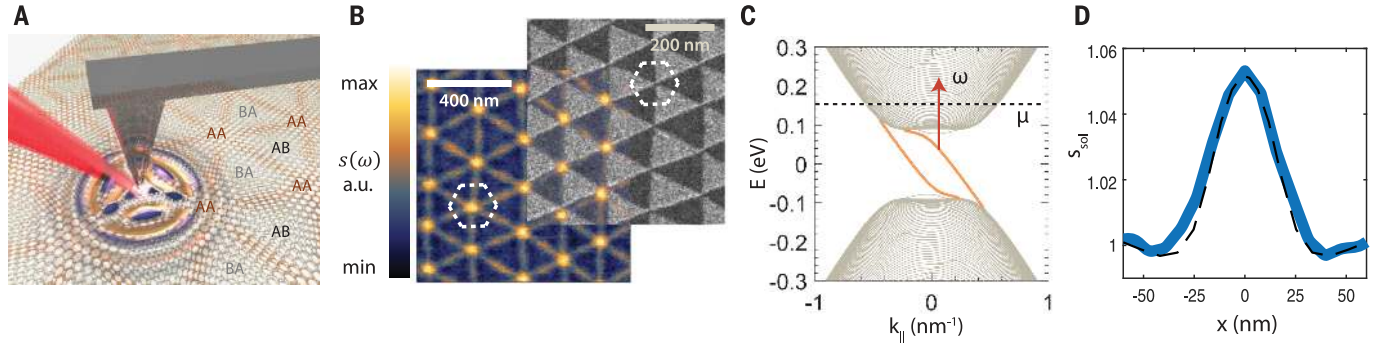 A
BA
AA
AA
AB
BA
AA
AB
BA
B
max
s(ω)
a.u.
min
400 nm
200 nm
C
0.3
0.2
0.1
0
-0.1
-0.2
-0.3
E (eV)
ω
μ
-1
0
1
k|| (nm⁻¹)
D
1.06
1.04
1.02
1
s_sol
-50
-25
0
25
50
x (nm)